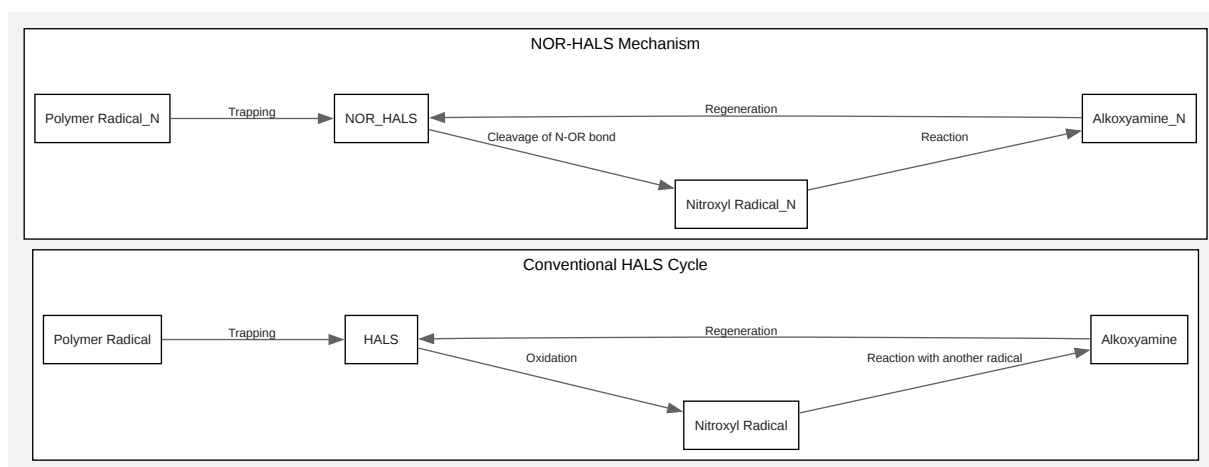 NOR-HALS Mechanism
Polymer Radical_N
Trapping
NOR_HALS
Regeneration
Cleavage of N-OR bond
Reaction
Alkoxyamine_N
Nitroxyl Radical_N
Conventional HALS Cycle
Polymer Radical
Trapping
HALS
Regeneration
Oxidation
Reaction with another radical
Alkoxyamine
Nitroxyl Radical